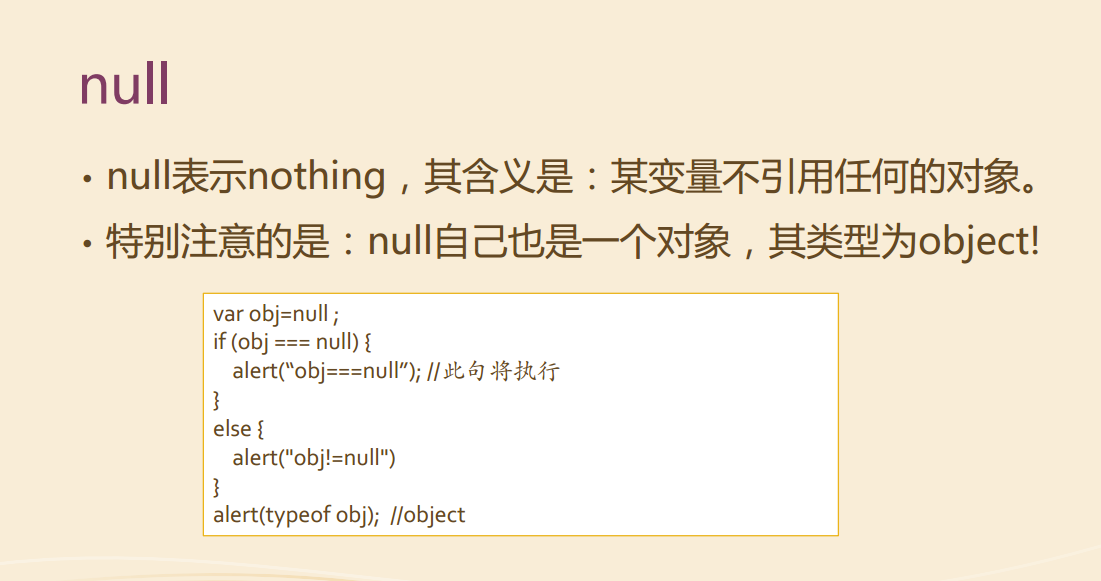 null
• null表示nothing，其含义是：某变量不引用任何的对象。
• 特别注意的是：null自己也是一个对象，其类型为object!
var obj=null ;
if (obj === null) {
    alert(“obj===null”); //此句将执行
}
else {
    alert("obj!=null")
}
alert(typeof obj);  //object